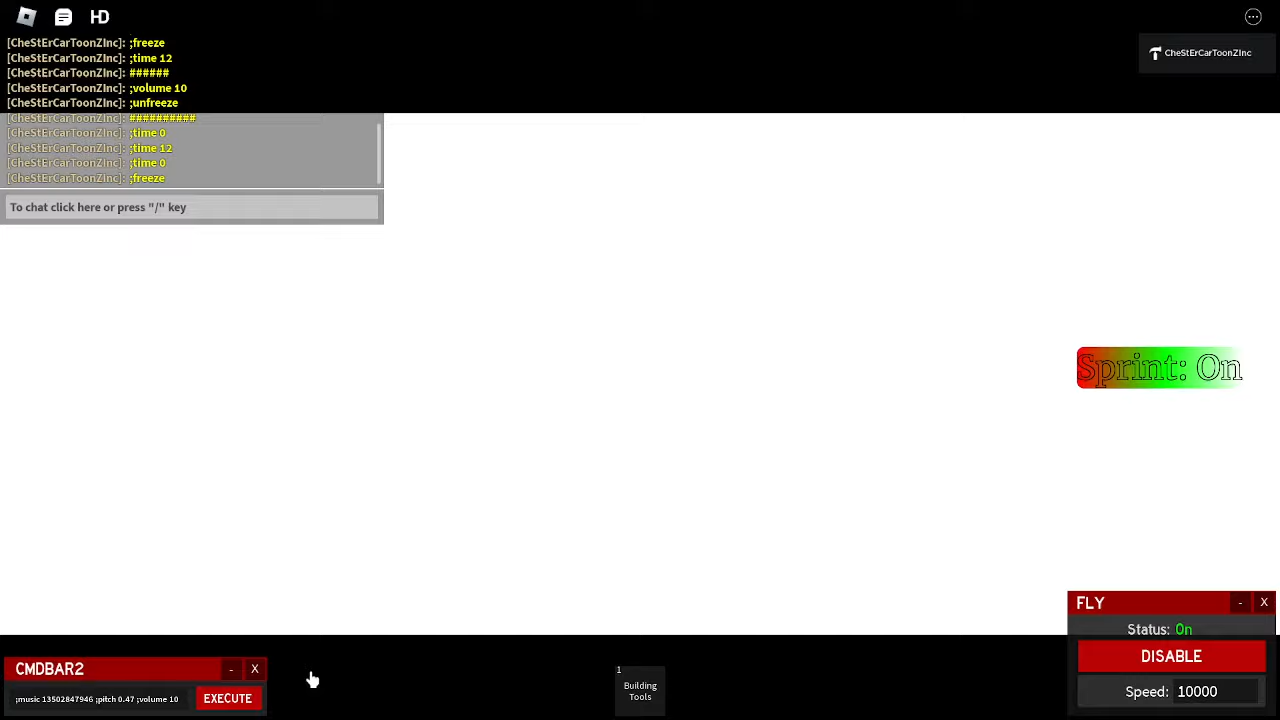 HD
[CheStErCarToonZInc]: ;freeze
[CheStErCarToonZInc]: ;time 12
[CheStErCarToonZInc]: ######
[CheStErCarToonZInc]: ;volume 10
[CheStErCarToonZInc]: ;unfreeze
[CheStErCarToonZInc]: ##########
[CheStErCarToonZInc]: ;time 0
[CheStErCarToonZInc]: ;time 12
[CheStErCarToonZInc]: ;time 0
[CheStErCarToonZInc]: ;freeze
To chat click here or press "/" key
CheStErCarToonZInc
Sprint: On
FLY - X
Status: On
DISABLE
Speed: 10000
CMDBAR2 - X
;music 13502847946 ;pitch 0.47 ;volume 10 EXECUTE
1
Building
Tools